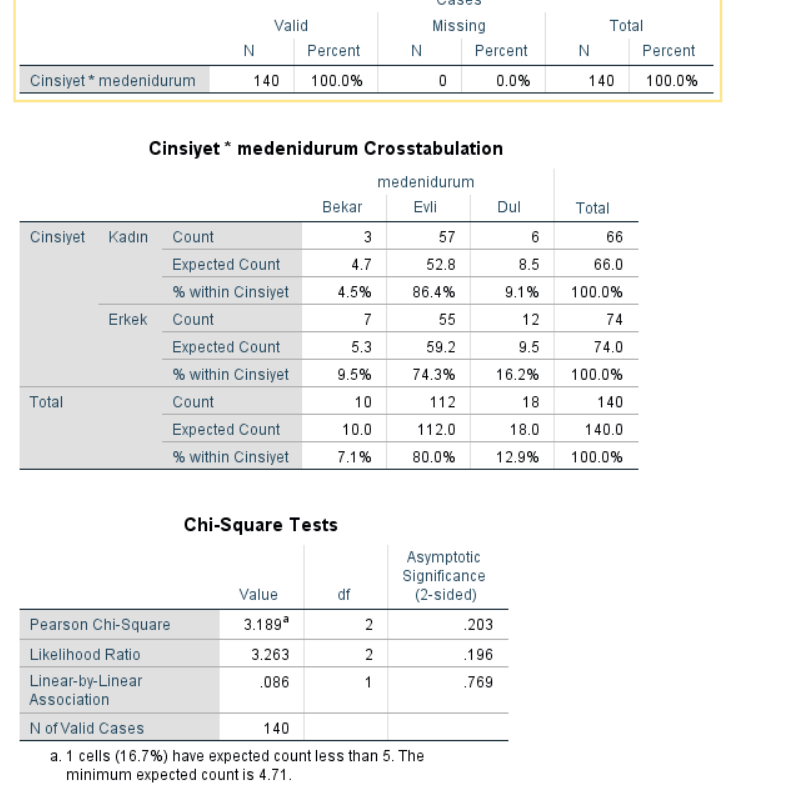 Cases
Valid Missing Total
N Percent N Percent N Percent
Cinsiyet * medenidurum 140 100.0% 0 0.0% 140 100.0%
Cinsiyet * medenidurum Crosstabulation
medenidurum
Bekar Evli Dul Total
Cinsiyet Kadın Count 3 57 6 66
Expected Count 4.7 52.8 8.5 66.0
% within Cinsiyet 4.5% 86.4% 9.1% 100.0%
Erkek Count 7 55 12 74
Expected Count 5.3 59.2 9.5 74.0
% within Cinsiyet 9.5% 74.3% 16.2% 100.0%
Total Count 10 112 18 140
Expected Count 10.0 112.0 18.0 140.0
% within Cinsiyet 7.1% 80.0% 12.9% 100.0%
Chi-Square Tests
Asymptotic
Significance
Value df (2-sided)
Pearson Chi-Square 3.189a 2 .203
Likelihood Ratio 3.263 2 .196
Linear-by-Linear .086 1 .769
Association
N of Valid Cases 140
a. 1 cells (16.7%) have expected count less than 5. The
minimum expected count is 4.71.